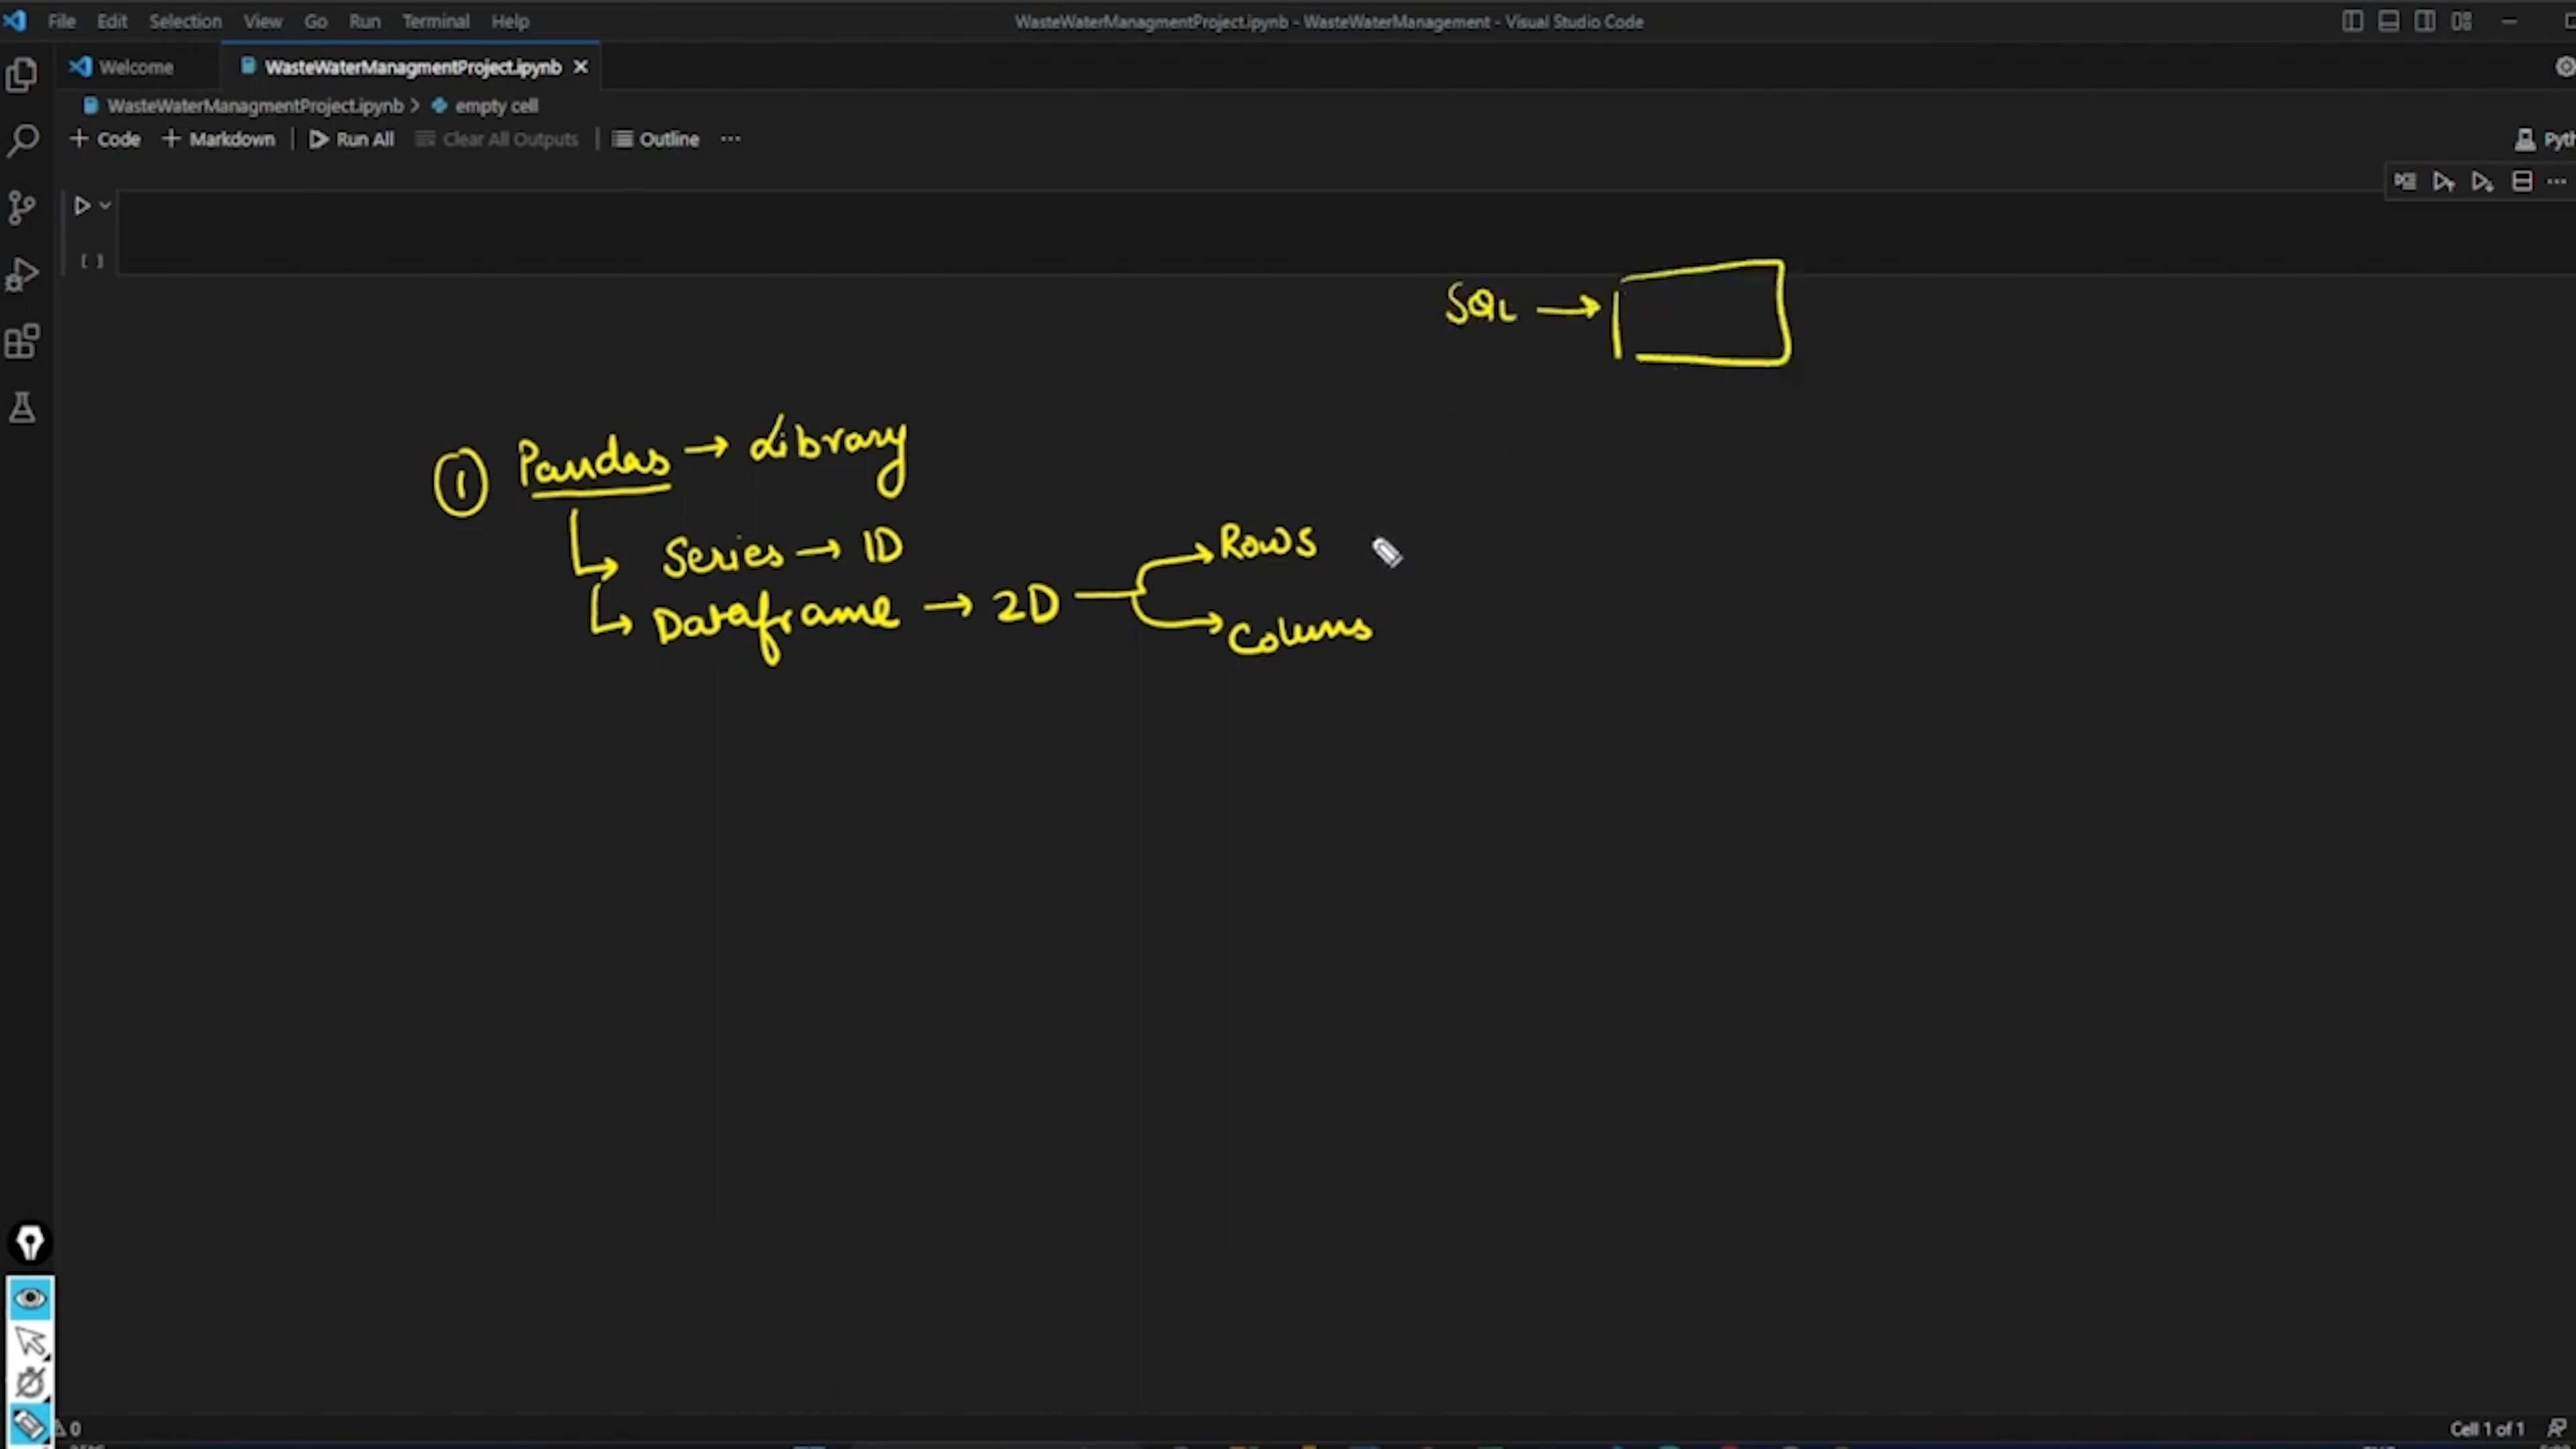 File Edit Selection View Go Run Terminal Help WasteWaterManagmentProject.ipynb - WasteWaterManagement - Visual Studio Code
Welcome WasteWaterManagmentProject.ipynb
WasteWaterManagmentProject.ipynb > empty cell
+ Code + Markdown | Run All Clear All Outputs | Outline ...
Pyth
[ ]
SQL →
① Pandas → Library
Series → 1D
Dataframe → 2D
Rows
Colums
0
Cell 1 of 1